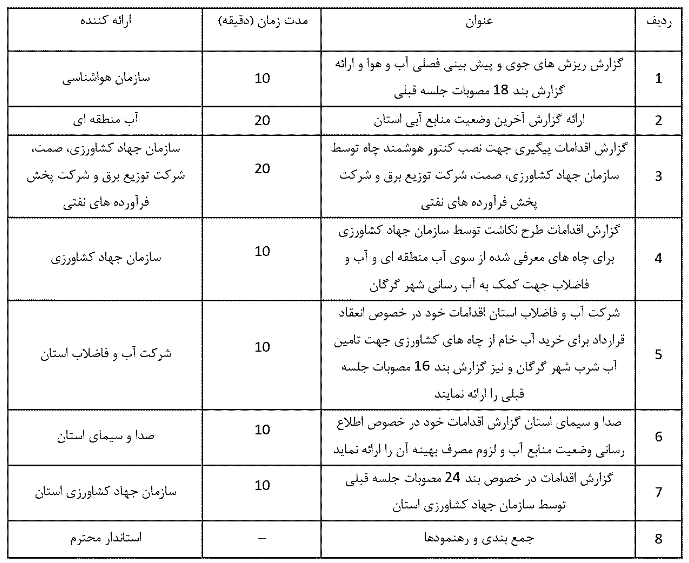 ردیف
عنوان
مدت زمان (دقیقه)
ارائه کننده
1
گزارش ریزش های جوی و پیش بینی فصلی آب و هوا و ارائه
گزارش بند 18 مصوبات جلسه قبلی
10
سازمان هواشناسی
2
ارائه گزارش آخرین وضعیت منابع آبی استان
20
آب منطقه ای
3
گزارش اقدامات پیگیری جهت نصب کنتور هوشمند چاه توسط
سازمان جهاد کشاورزی، صمت، شرکت توزیع برق و شرکت
پخش فرآورده های نفتی
20
سازمان جهاد کشاورزی، صمت،
شرکت توزیع برق و شرکت پخش
فرآورده های نفتی
4
گزارش اقدامات طرح نکاشت توسط سازمان جهاد کشاورزی
برای چاه های معرفی شده از سوی آب منطقه ای و آب و
فاضلاب جهت کمک به آب رسانی شهر گرگان
10
سازمان جهاد کشاورزی
5
شرکت آب و فاضلاب استان اقدامات خود در خصوص انعقاد
قرارداد برای خرید آب خام از چاه های کشاورزی جهت تامین
آب شرب شهر گرگان و نیز گزارش بند 16 مصوبات جلسه
قبلی را ارائه نمایند
10
شرکت آب و فاضلاب استان
6
صدا و سیمای استان گزارش اقدامات خود در خصوص اطلاع
رسانی وضعیت منابع آب و لزوم مصرف بهینه آن را ارائه نماید
10
صدا و سیمای استان
7
گزارش اقدامات در خصوص بند 24 مصوبات جلسه قبلی
توسط سازمان جهاد کشاورزی استان
10
سازمان جهاد کشاورزی استان
8
جمع بندی و رهنمودها
–
استاندار محترم